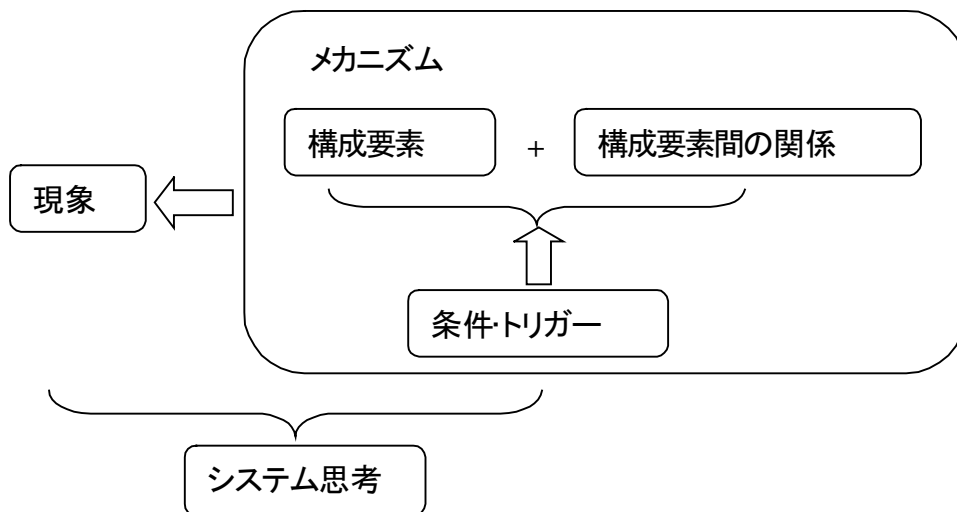 メカニズム
構成要素
+
構成要素間の関係
現象
条件・トリガー
システム思考